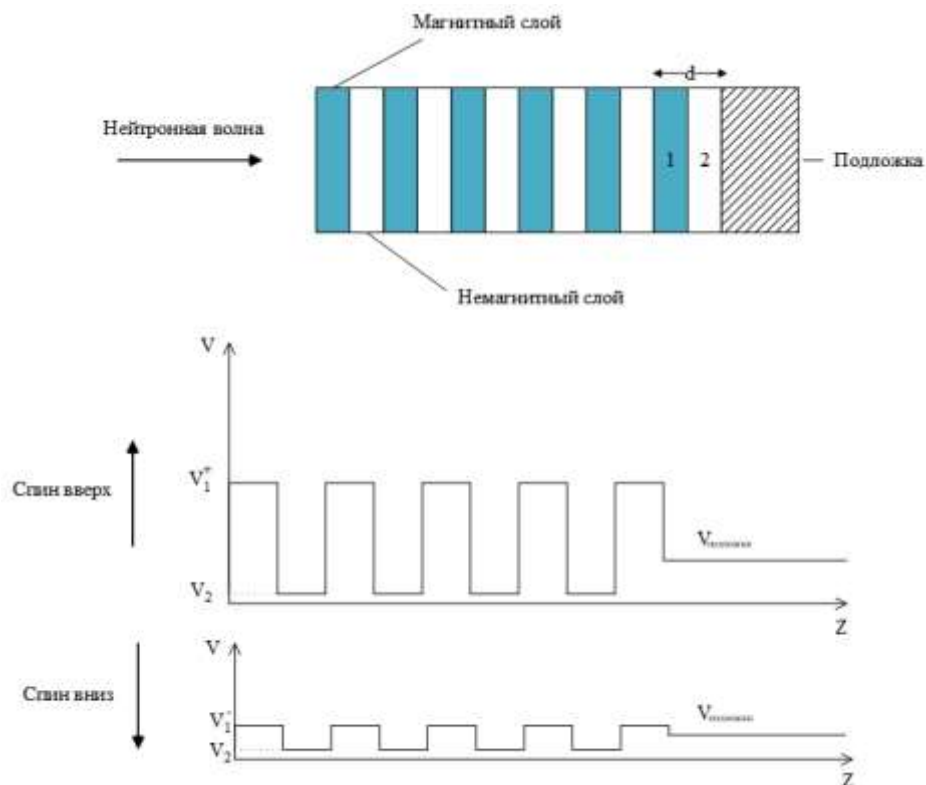 Магнитный слой
d
Нейтронная волна
1 2
Подложка
Немагнитный слой
V
V₁⁺
Спин вверх
V
V₂
Z
V
Спин вниз
V₁⁻
V
V₂
Z